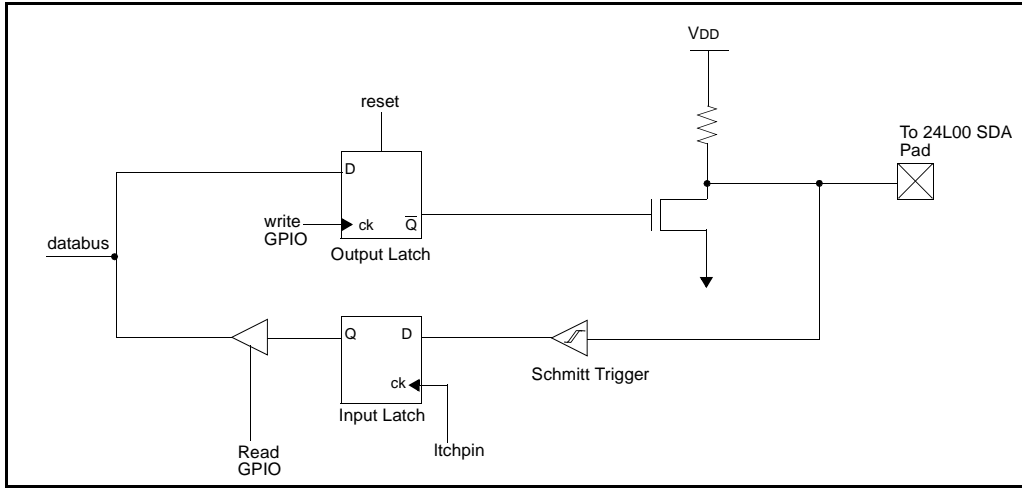 VDD
reset
To 24L00 SDA
Pad
D
write
GPIO
ck
Q
databus
Output Latch
Q
D
Schmitt Trigger
ck
Input Latch
Read
GPIO
ltchpin